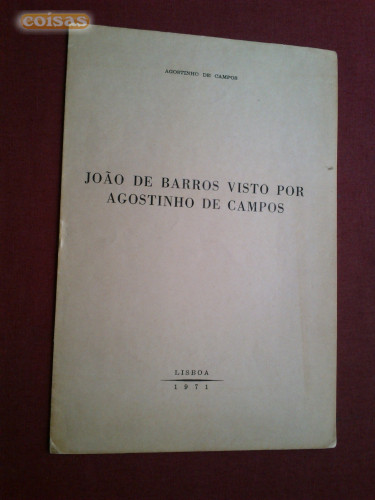 coisas
AGOSTINHO DE CAMPOS
JOÃO DE BARROS VISTO POR
AGOSTINHO DE CAMPOS
LISBOA
1971